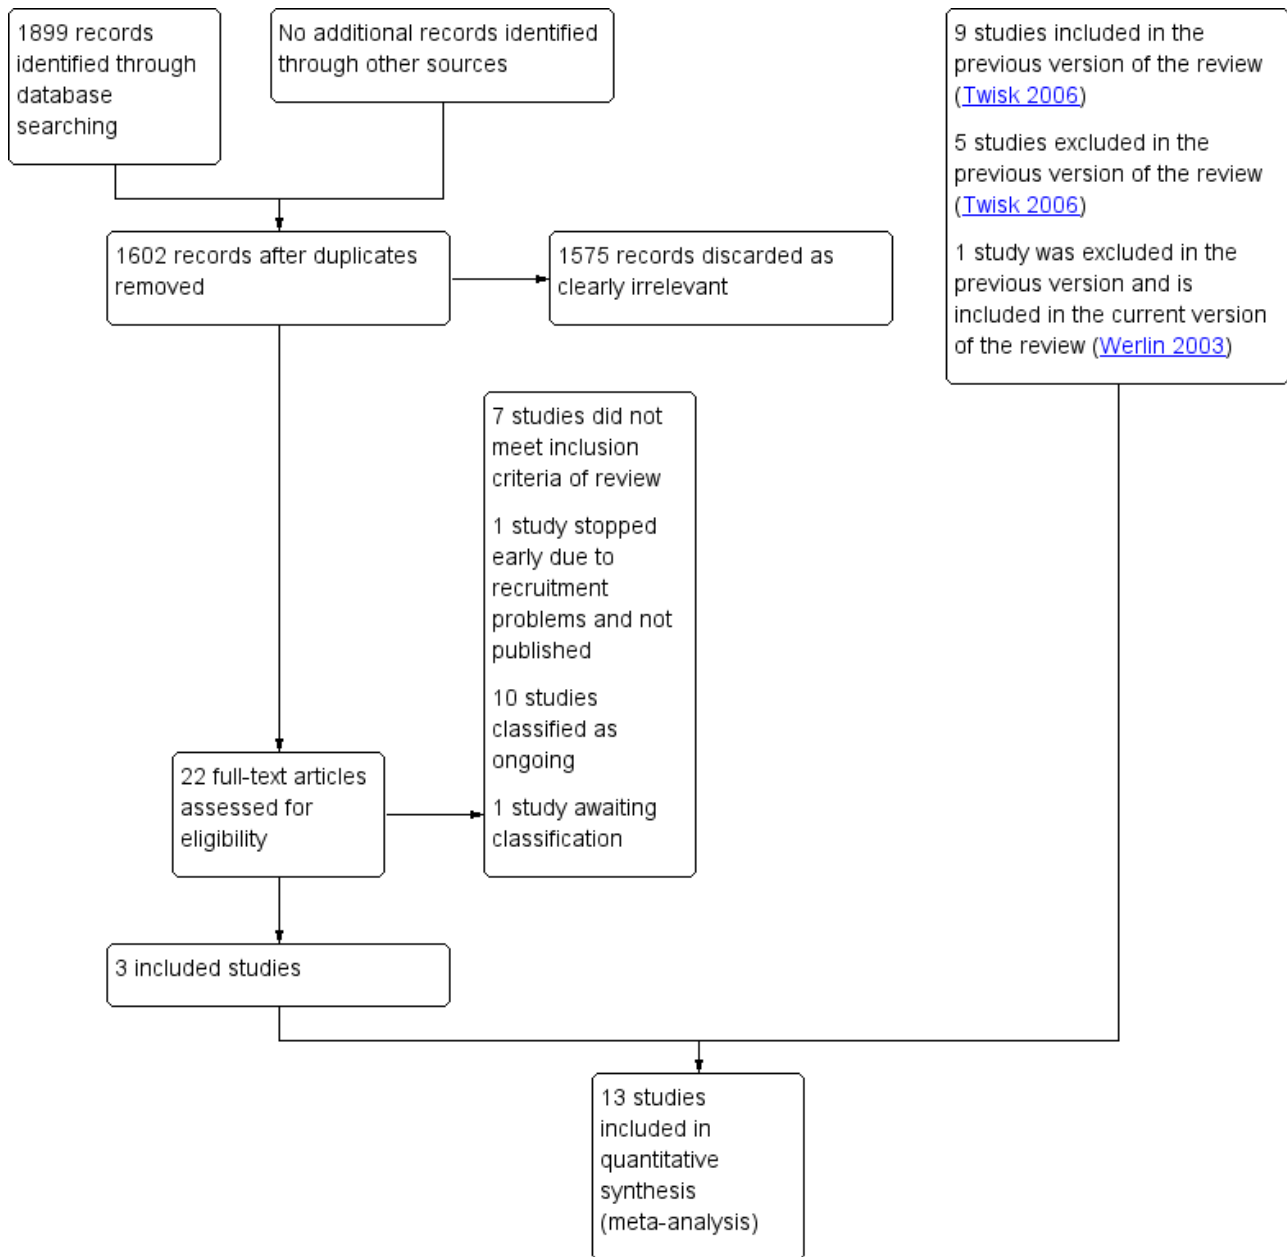 1899 records
identified through
database
searching
No additional records identified
through other sources
9 studies included in the
previous version of the review
(Twisk 2006)
5 studies excluded in the
previous version of the review
(Twisk 2006)
1 study was excluded in the
previous version and is
included in the current version
of the review (Werlin 2003)
1602 records after duplicates
removed
1575 records discarded as
clearly irrelevant
7 studies did not
meet inclusion
criteria of review
1 study stopped
early due to
recruitment
problems and not
published
10 studies
classified as
ongoing
1 study awaiting
classification
22 full-text articles
assessed for
eligibility
3 included studies
13 studies
included in
quantitative
synthesis
(meta-analysis)